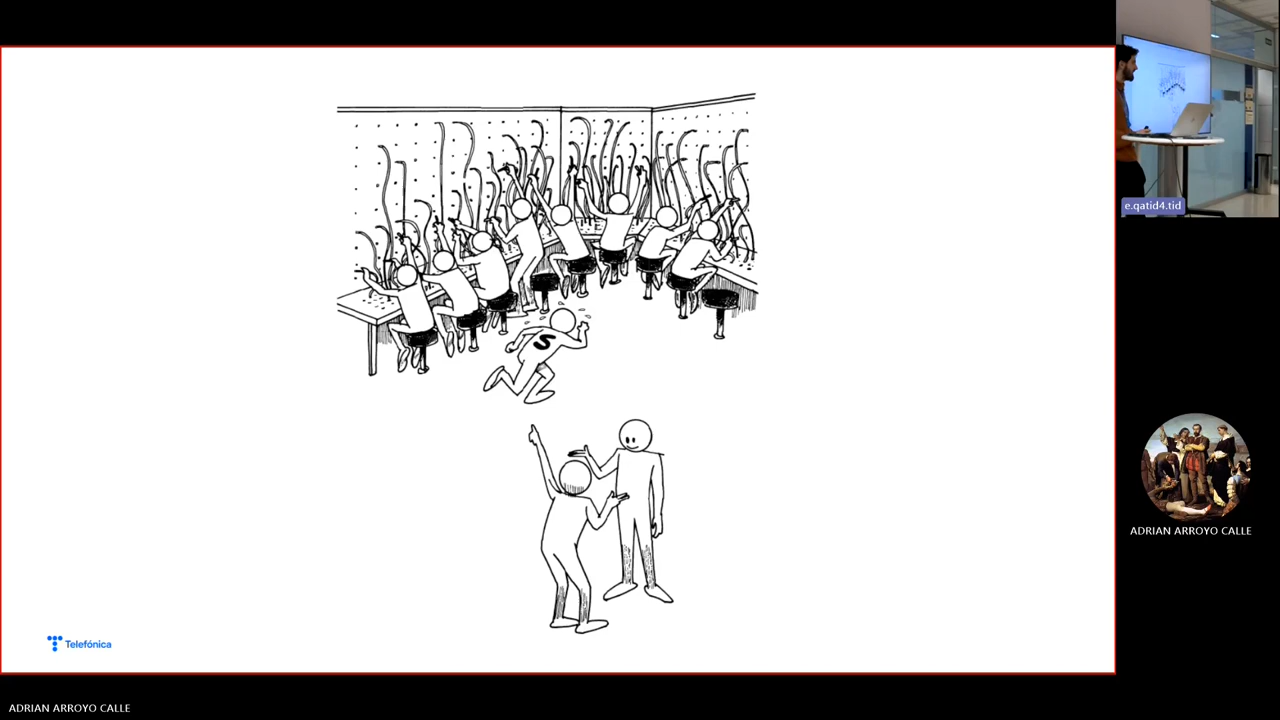 e.qatid4.tid
S
ADRIAN ARROYO CALLE
Telefónica
ADRIAN ARROYO CALLE